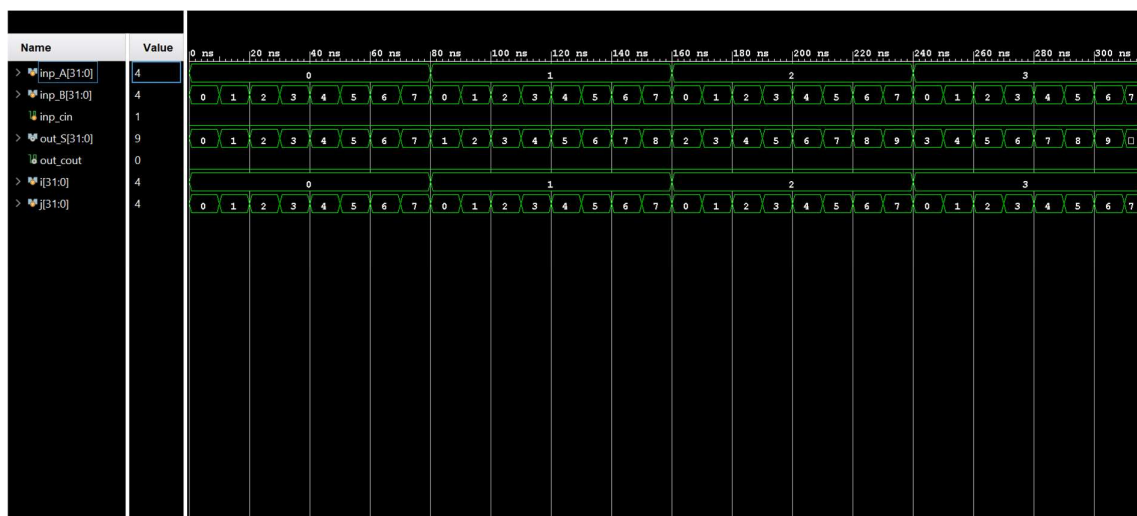 Name Value 0 ns 20 ns 40 ns 60 ns 80 ns 100 ns 120 ns 140 ns 160 ns 180 ns 200 ns 220 ns 240 ns 260 ns 280 ns 300 ns
inp_A[31:0] 4 0 1 2 3
inp_B[31:0] 4 0 1 2 3 4 5 6 7 0 1 2 3 4 5 6 7 0 1 2 3 4 5 6 7 0 1 2 3 4 5 6 7
inp_cin 1
out_S[31:0] 9 0 1 2 3 4 5 6 7 1 2 3 4 5 6 7 8 2 3 4 5 6 7 8 9 3 4 5 6 7 8 9
out_cout 0
i[31:0] 4 0 1 2 3
j[31:0] 4 0 1 2 3 4 5 6 7 0 1 2 3 4 5 6 7 0 1 2 3 4 5 6 7 0 1 2 3 4 5 6 7